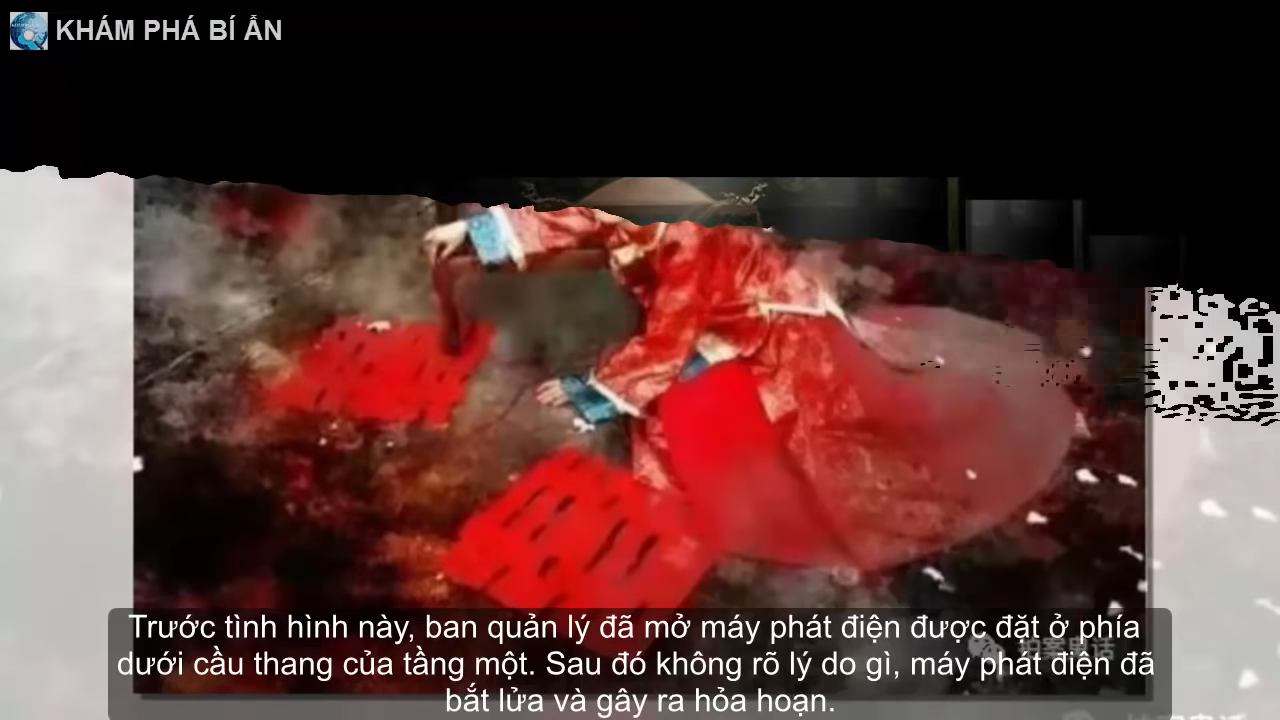 KHÁM PHÁ BÍ ẨN
Trước tình hình này, ban quản lý đã mở máy phát điện được đặt ở phía
dưới cầu thang của tầng một. Sau đó không rõ lý do gì, máy phát điện đã
bắt lửa và gây ra hỏa hoạn.